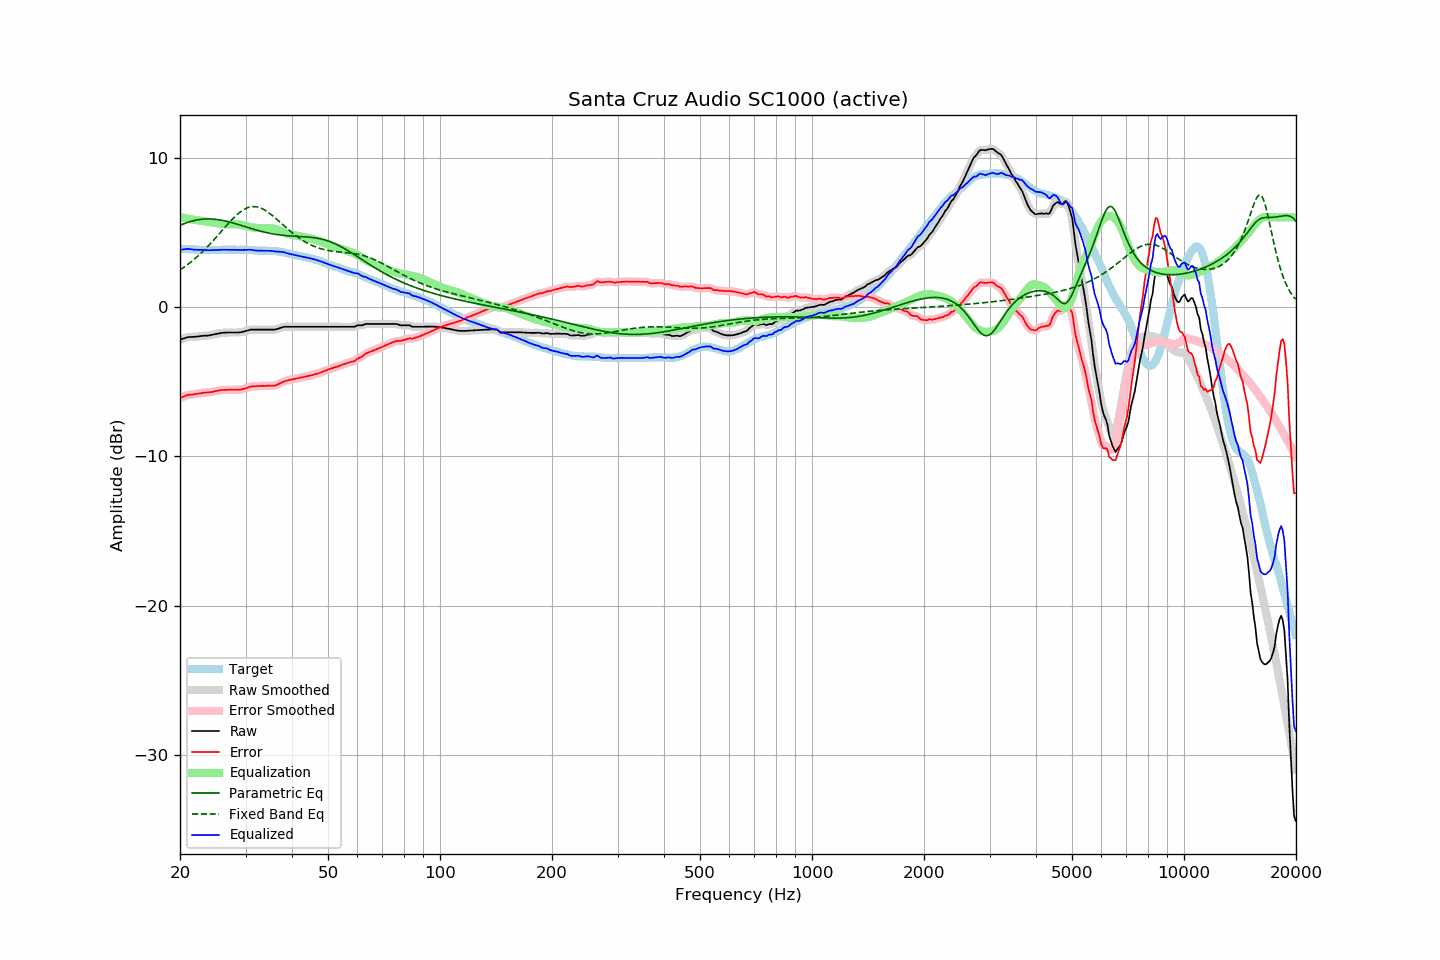 Santa Cruz Audio SC1000 (active)
Amplitude (dBr)
10
0
−10
−20
−30
Target
Raw Smoothed
Error Smoothed
Raw
Error
Equalization
Parametric Eq
Fixed Band Eq
Equalized
20 50 100 200 500 1000 2000 5000 10000 20000
Frequency (Hz)